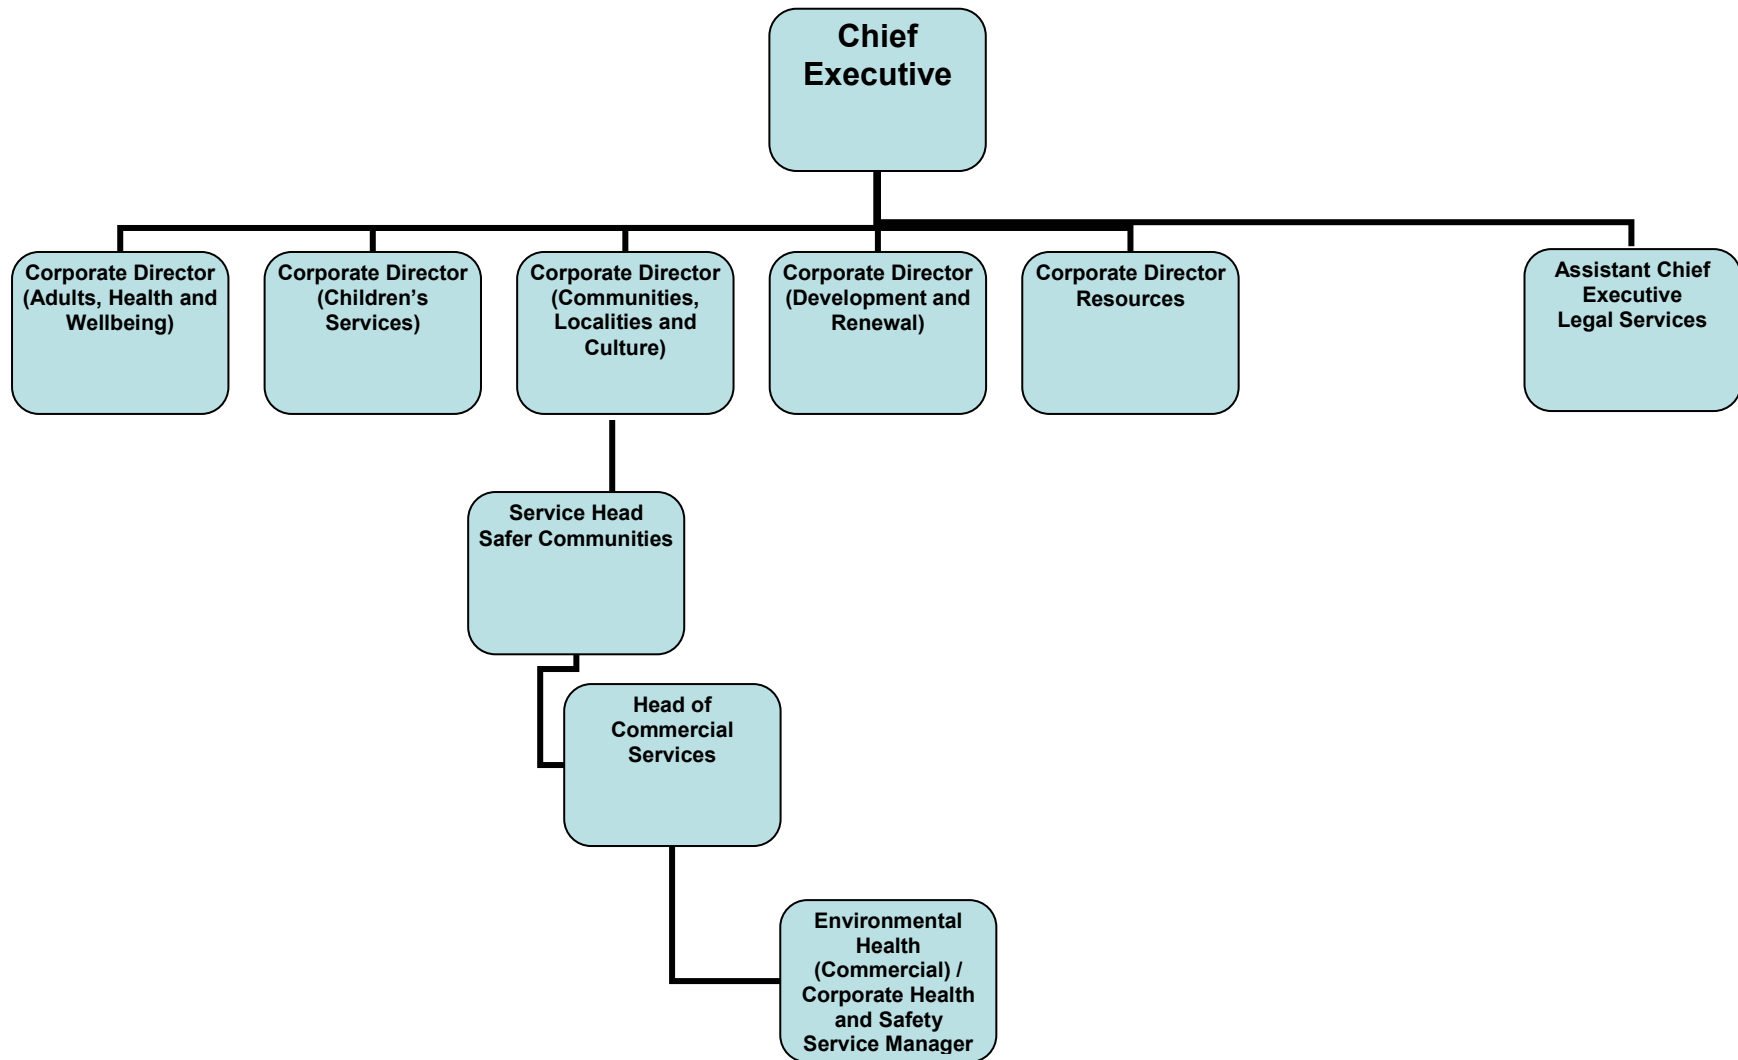 Chief
Executive
Corporate Director
(Adults, Health and
Wellbeing)
Corporate Director
(Children’s
Services)
Corporate Director
(Communities,
Localities and
Culture)
Corporate Director
(Development and
Renewal)
Corporate Director
Resources
Assistant Chief
Executive
Legal Services
Service Head
Safer Communities
Head of
Commercial
Services
Environmental
Health
(Commercial) /
Corporate Health
and Safety
Service Manager